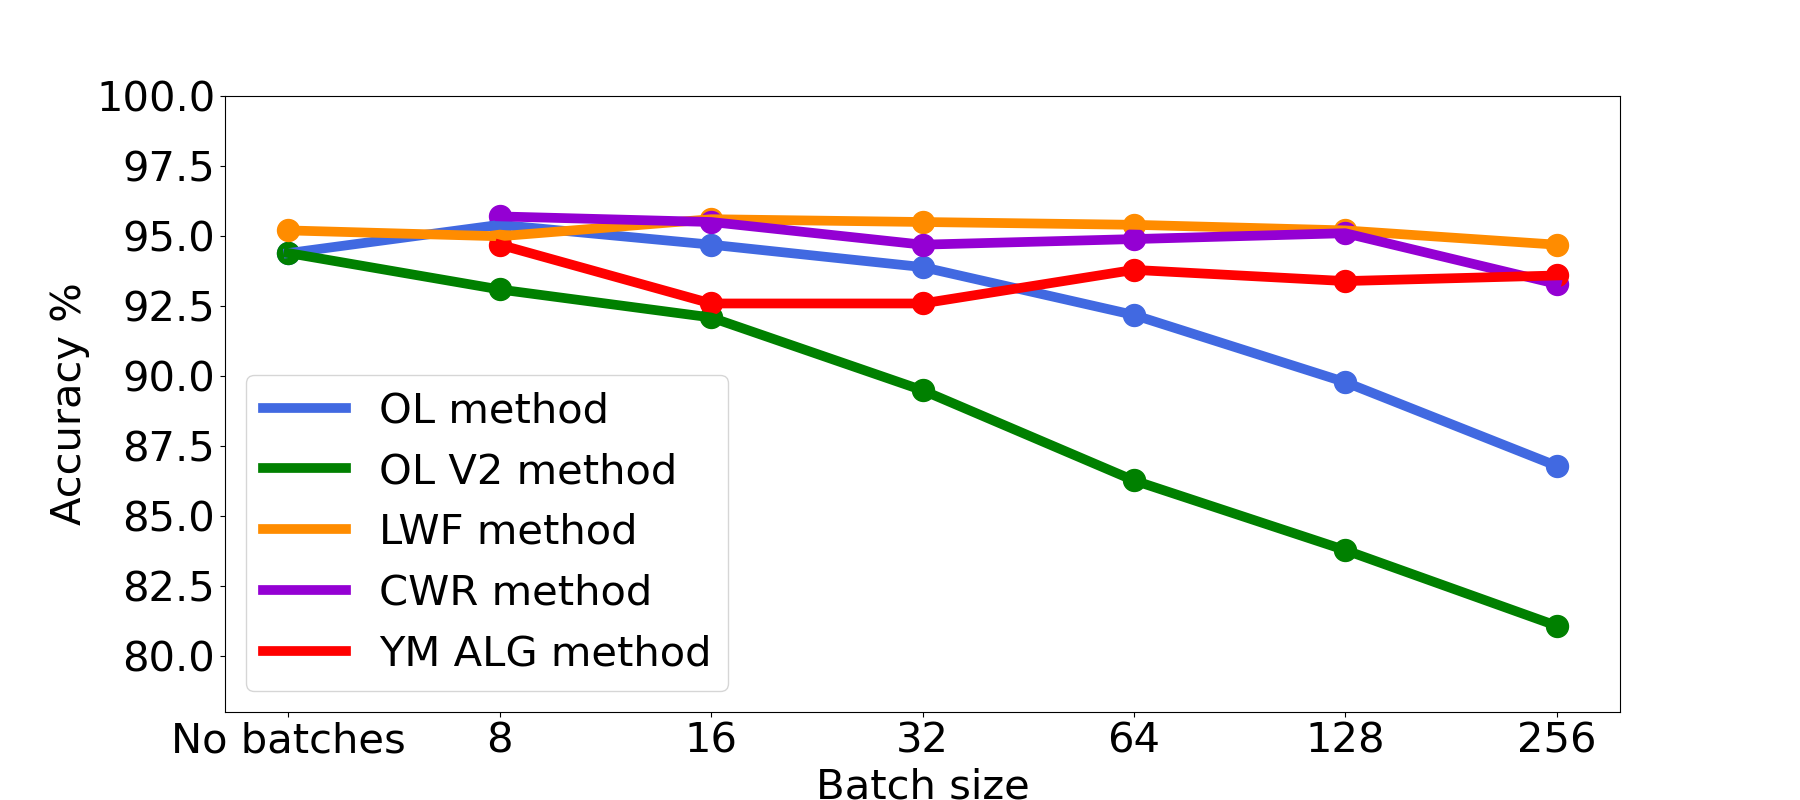 100.0
97.5
95.0
92.5
90.0
87.5
85.0
82.5
80.0
Accuracy %
OL method
OL V2 method
LWF method
CWR method
YM ALG method
No batches 8 16 32 64 128 256
Batch size